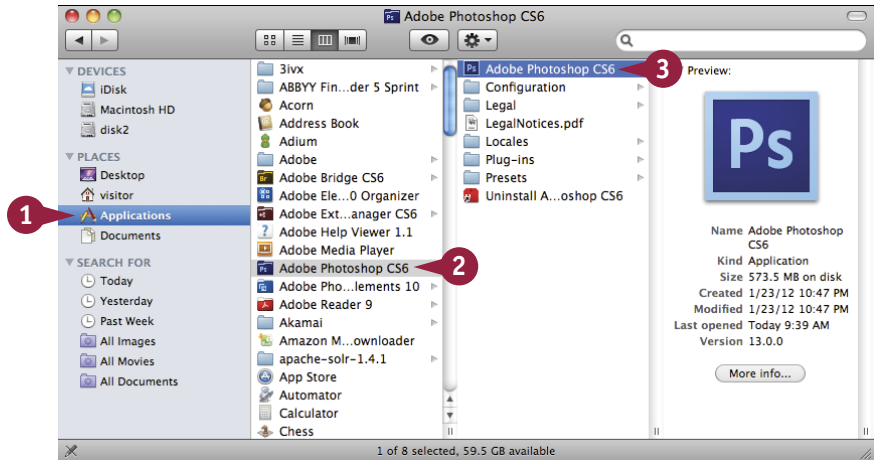 Adobe Photoshop CS6
DEVICES
iDisk
Macintosh HD
disk2
PLACES
Desktop
visitor
1
Applications
Documents
SEARCH FOR
Today
Yesterday
Past Week
All Images
All Movies
All Documents
3ivx
ABBYY Fin...der 5 Sprint
Acorn
Address Book
Adium
Adobe
Br Adobe Bridge CS6
Adobe Ele...0 Organizer
Adobe Ext...anager CS6
? Adobe Help Viewer 1.1
Adobe Media Player
Ps Adobe Photoshop CS6
2
Adobe Pho...lements 10
Adobe Reader 9
Akamai
Amazon M...ownloader
apache-solr-1.4.1
App Store
Automator
Calculator
Chess
Ps Adobe Photoshop CS6
3
Configuration
Legal
LegalNotices.pdf
Locales
Plug-ins
Presets
Uninstall A...oshop CS6
Preview:
Ps
Name Adobe Photoshop
CS6
Kind Application
Size 573.5 MB on disk
Created 1/23/12 10:47 PM
Modified 1/23/12 10:47 PM
Last opened Today 9:39 AM
Version 13.0.0
More info...
1 of 8 selected, 59.5 GB available